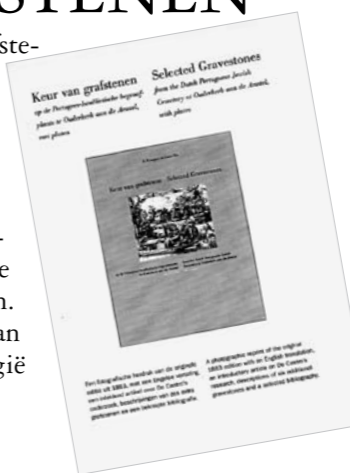 STENEN
fste-
-
e
n.
an
gië
Keur van grafstenen
op de Portugees-Israëlitische begraaf-
plaats te Ouderkerk aan de Amstel,
met platen
Selected Gravestones
from the Dutch Portuguese Jewish
Cemetery at Ouderkerk aan de Amstel,
with plates
Keur van grafstenen Selected Gravestones
Een fotografische herdruk van de originele
editie uit 1883, met een Engelse vertaling,
een inleidend artikel over De Castro's
onderzoek, beschrijvingen van zes extra
grafstenen en een beknopte bibliografie.
A photographic reprint of the original
1883 edition with an English translation,
an introductory article on De Castro's
research, descriptions of six additional
gravestones and a selected bibliography.